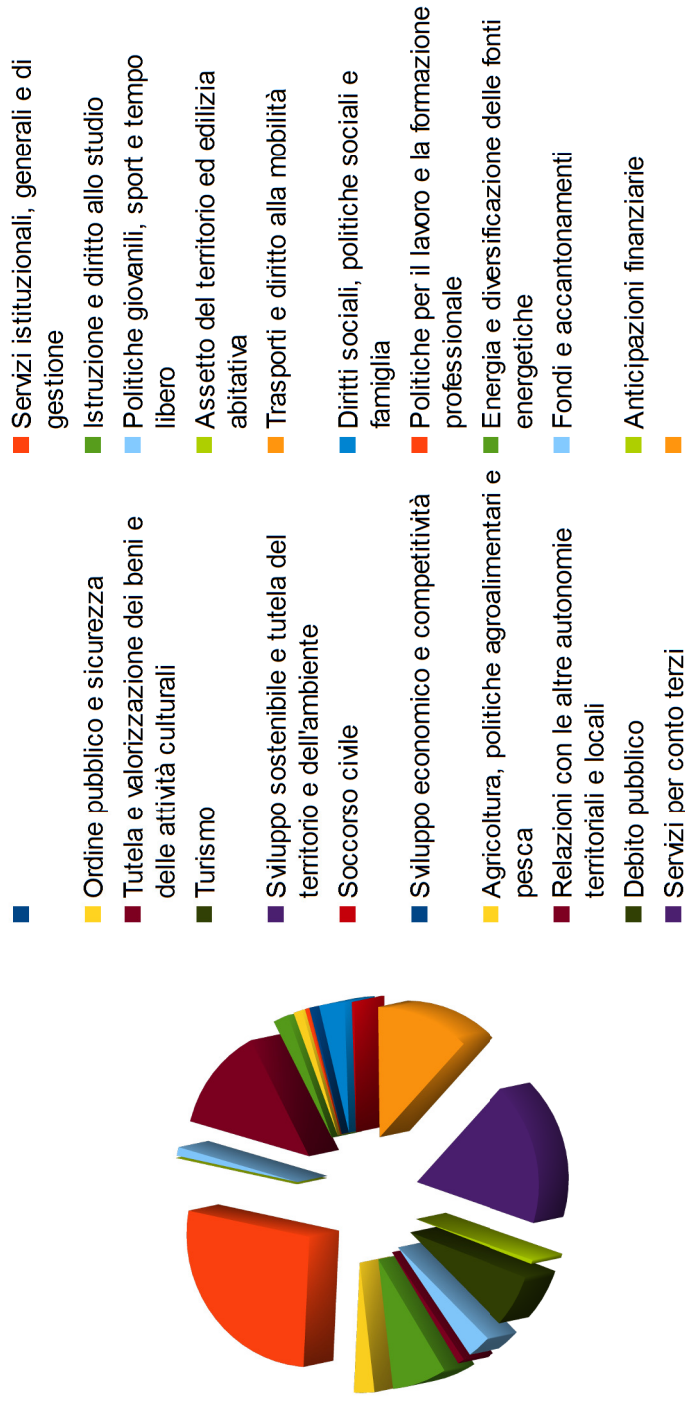 Servizi istituzionali, generali e di
gestione
Ordine pubblico e sicurezza
Istruzione e diritto allo studio
Tutela e valorizzazione dei beni e
delle attività culturali
Politiche giovanili, sport e tempo
libero
Turismo
Assetto del territorio ed edilizia
abitativa
Sviluppo sostenibile e tutela del
territorio e dell'ambiente
Trasporti e diritto alla mobilità
Soccorso civile
Diritti sociali, politiche sociali e
famiglia
Sviluppo economico e competitività
Politiche per il lavoro e la formazione
professionale
Agricoltura, politiche agroalimentari e
pesca
Energia e diversificazione delle fonti
energetiche
Relazioni con le altre autonomie
territoriali e locali
Fondi e accantonamenti
Debito pubblico
Anticipazioni finanziarie
Servizi per conto terzi